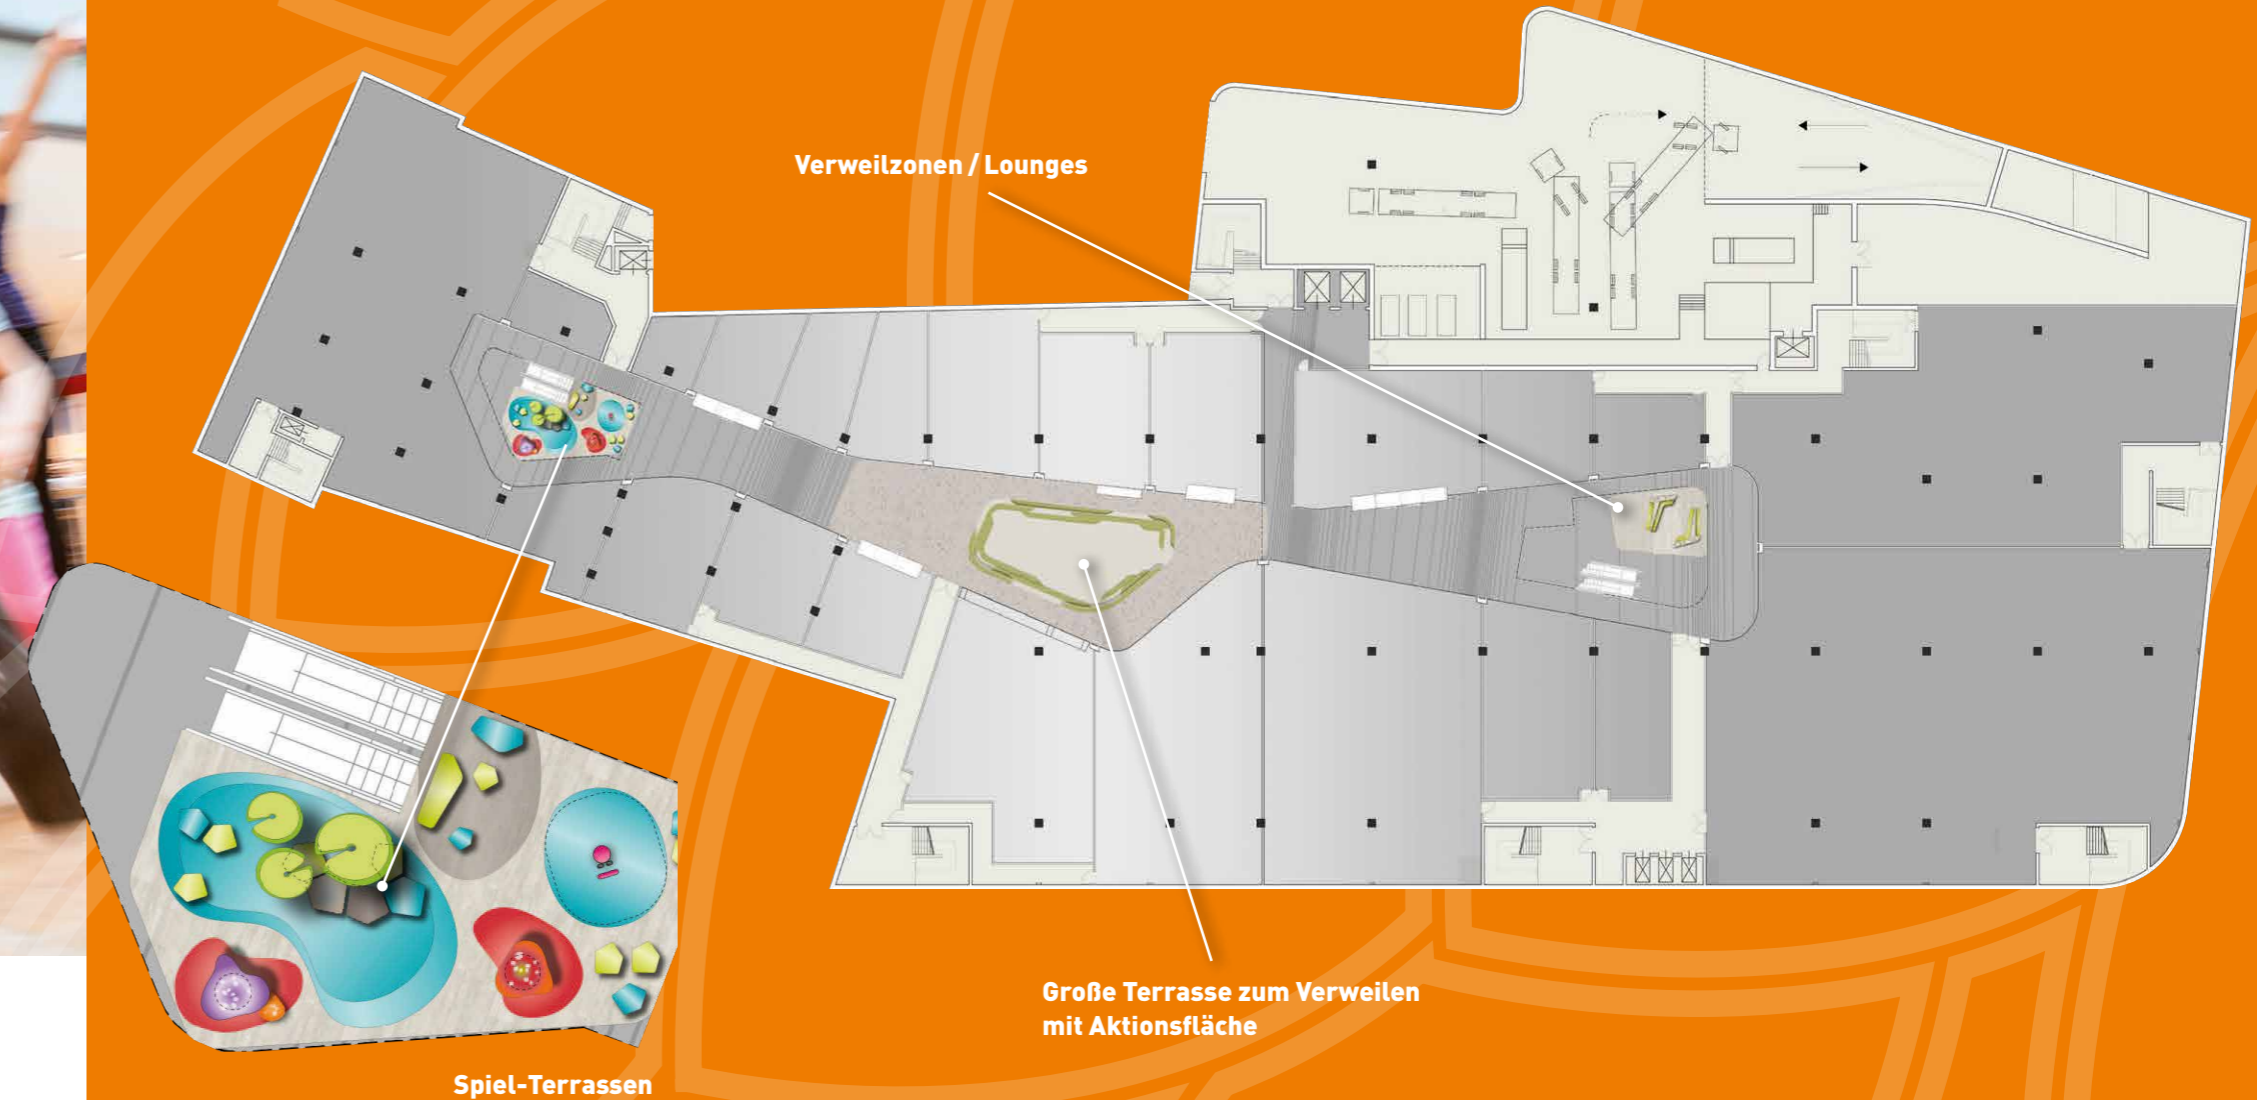 Verweilzonen / Lounges
Große Terrasse zum Verweilen
mit Aktionsfläche
Spiel-Terrassen